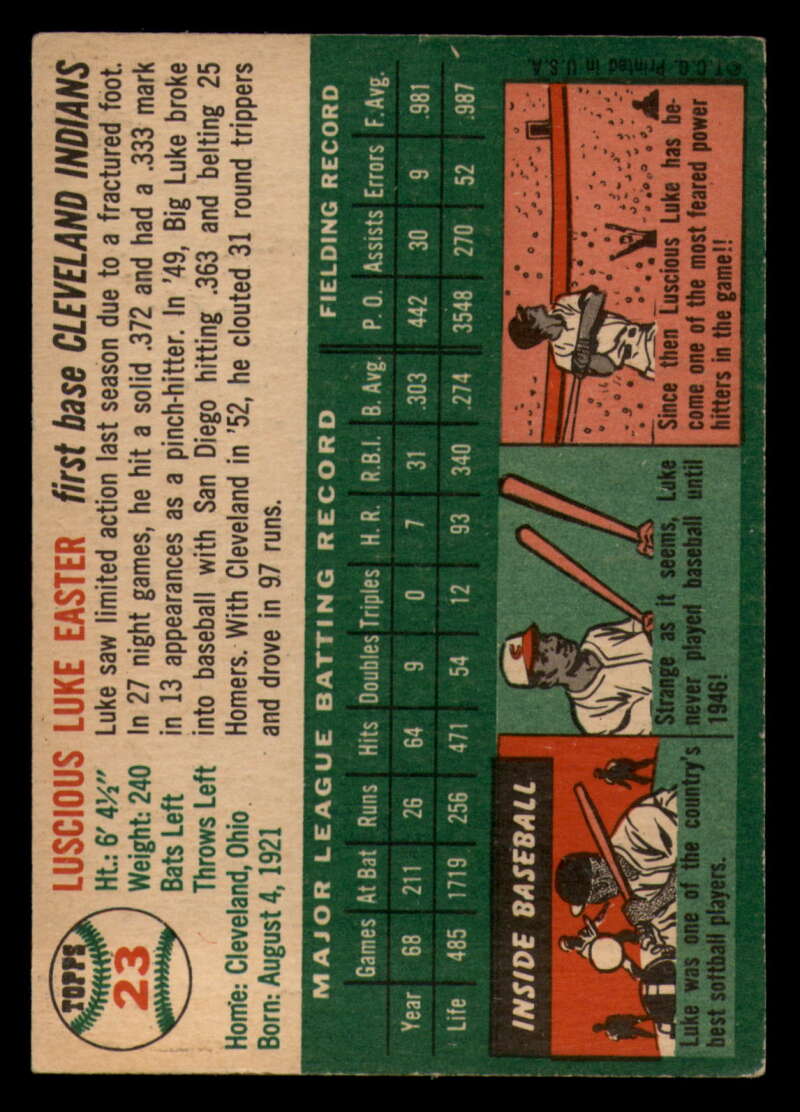 TOPPS
23
LUSCIOUS LUKE EASTER first base CLEVELAND INDIANS
Ht.: 6' 4½"
Weight: 240
Bats Left
Throws Left
Home: Cleveland, Ohio
Born: August 4, 1921
Luke saw limited action last season due to a fractured foot.
In 27 night games, he hit a solid .372 and had a .333 mark
in 13 appearances as a pinch-hitter. In '49, Big Luke broke
into baseball with San Diego hitting .363 and belting 25
Homers. With Cleveland in '52, he clouted 31 round trippers
and drove in 97 runs.
MAJOR LEAGUE BATTING RECORD FIELDING RECORD
Games At Bat Runs Hits Doubles Triples H. R. R.B.I. B. Avg. P. O. Assists Errors F. Avg.
Year 68 211 26 64 9 0 7 31 .303 442 30 9 .981
Life 485 1719 256 471 54 12 93 340 .274 3548 270 52 .987
INSIDE BASEBALL
Luke was one of the country's
best softball players.
C
Strange as it seems, Luke
never played baseball until
1946!
Since then Luscious Luke has be-
come one of the most feared power
hitters in the game!!
©T.C.G. Printed in U.S.A.